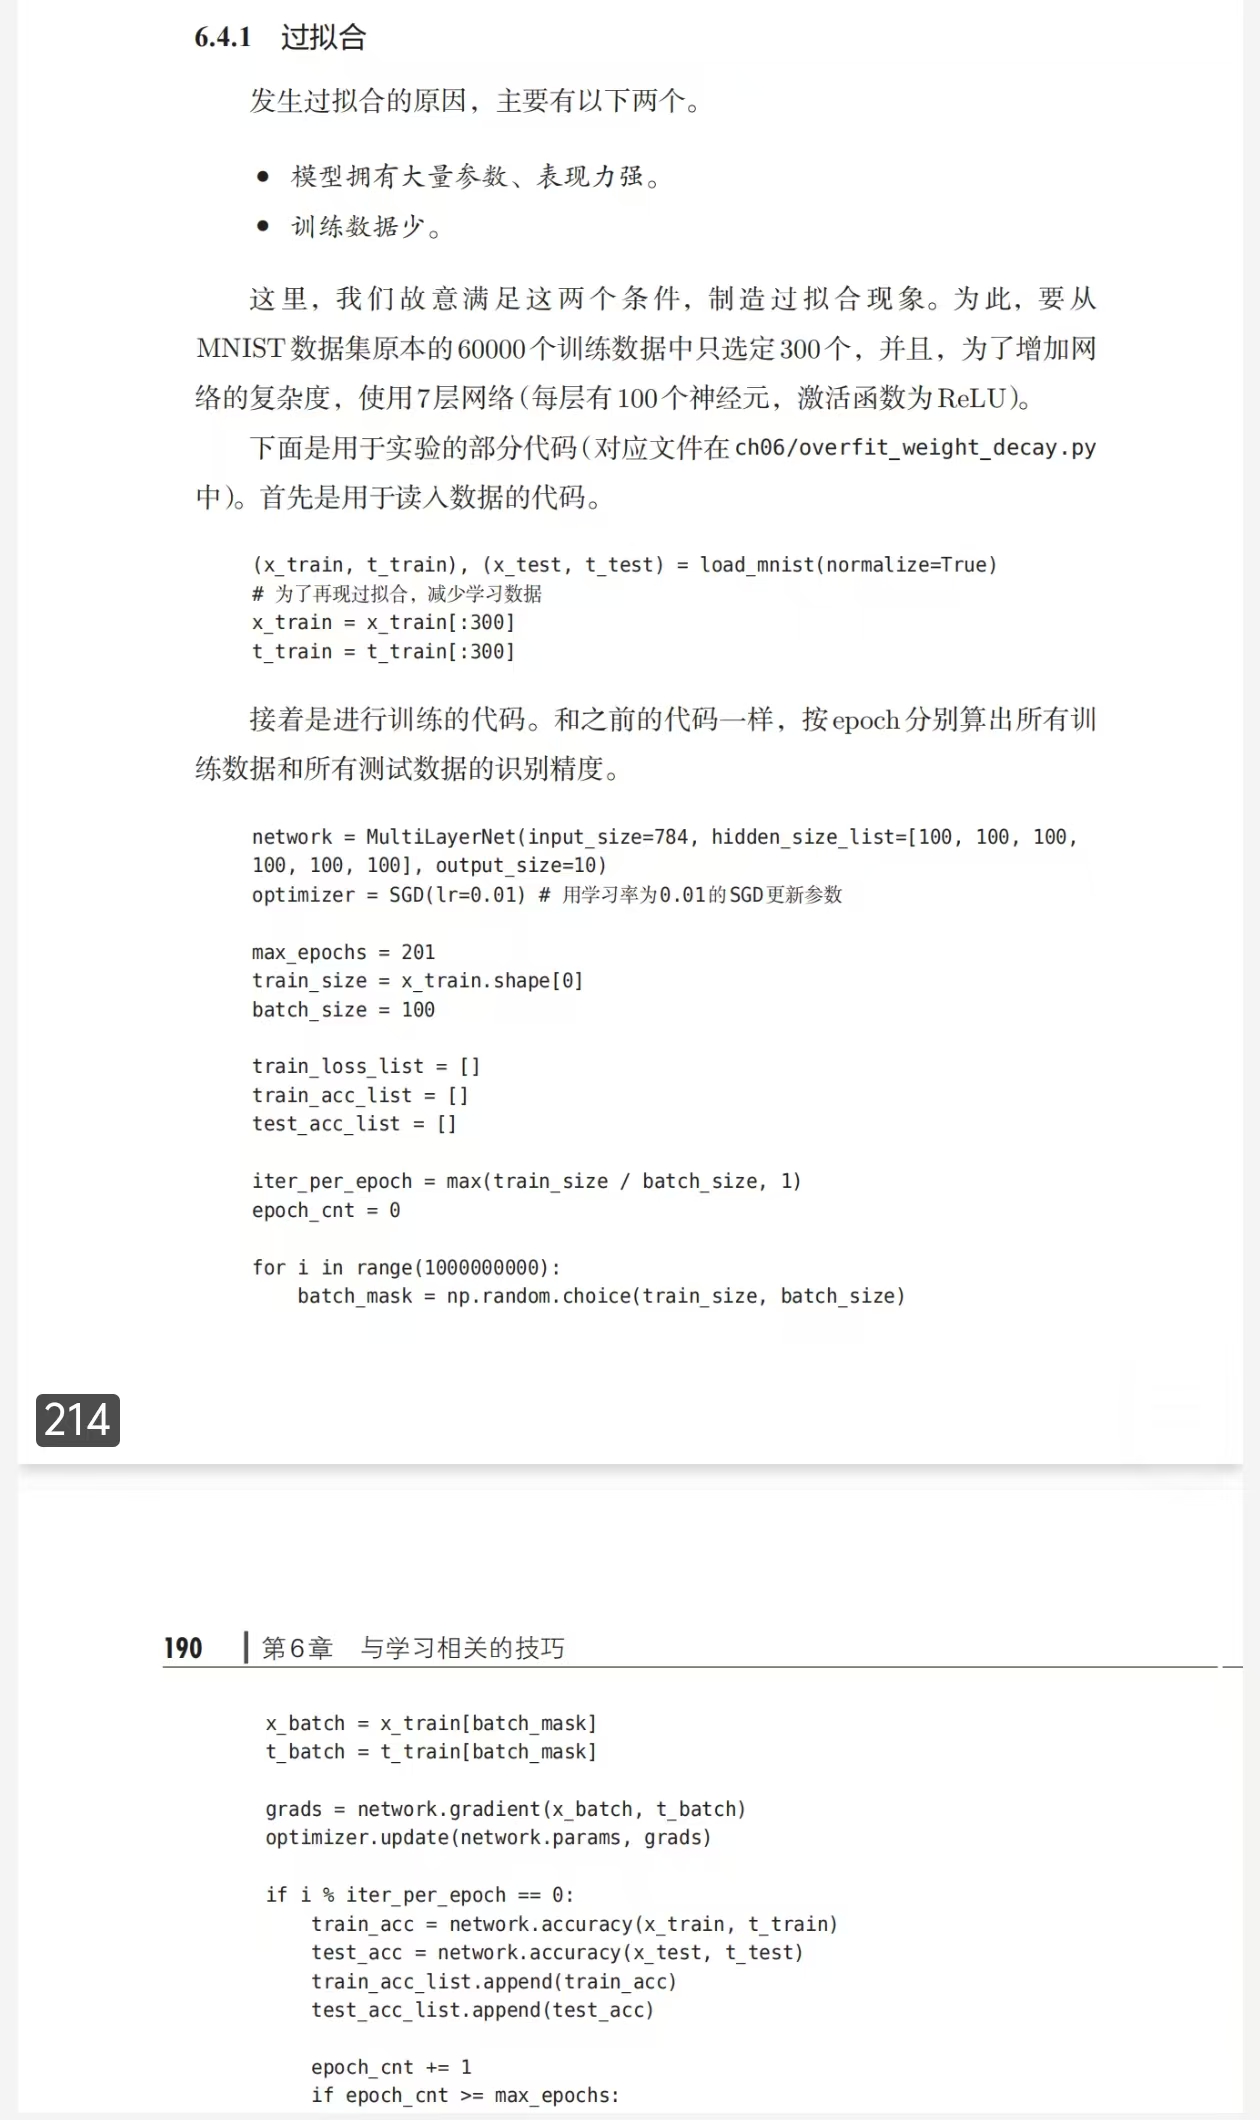 6.4.1 过拟合
发生过拟合的原因，主要有以下两个。
● 模型拥有大量参数、表现力强。
● 训练数据少。
这里，我们故意满足这两个条件，制造过拟合现象。为此，要从
MNIST数据集原本的60000个训练数据中只选定300个，并且，为了增加网
络的复杂度，使用7层网络（每层有100个神经元，激活函数为ReLU）。
下面是用于实验的部分代码（对应文件在ch06/overfit_weight_decay.py
中）。首先是用于读入数据的代码。
(x_train, t_train), (x_test, t_test) = load_mnist(normalize=True)
# 为了再现过拟合，减少学习数据
x_train = x_train[:300]
t_train = t_train[:300]
接着是进行训练的代码。和之前的代码一样，按epoch分别算出所有训
练数据和所有测试数据的识别精度。
network = MultiLayerNet(input_size=784, hidden_size_list=[100, 100, 100,
100, 100, 100], output_size=10)
optimizer = SGD(lr=0.01) # 用学习率为0.01的SGD更新参数
max_epochs = 201
train_size = x_train.shape[0]
batch_size = 100
train_loss_list = []
train_acc_list = []
test_acc_list = []
iter_per_epoch = max(train_size / batch_size, 1)
epoch_cnt = 0
for i in range(1000000000):
    batch_mask = np.random.choice(train_size, batch_size)
214
190 第6章 与学习相关的技巧
x_batch = x_train[batch_mask]
t_batch = t_train[batch_mask]
grads = network.gradient(x_batch, t_batch)
optimizer.update(network.params, grads)
if i % iter_per_epoch == 0:
    train_acc = network.accuracy(x_train, t_train)
    test_acc = network.accuracy(x_test, t_test)
    train_acc_list.append(train_acc)
    test_acc_list.append(test_acc)
    epoch_cnt += 1
    if epoch_cnt >= max_epochs: